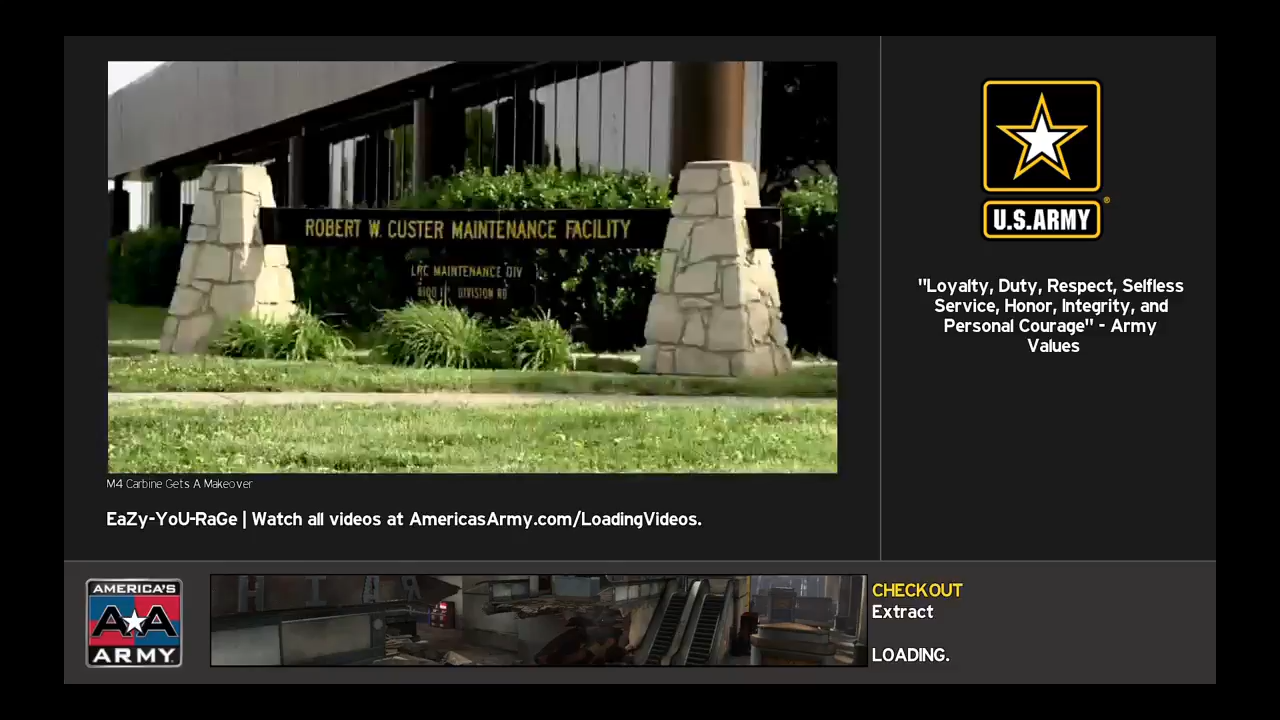 ROBERT W. CUSTER MAINTENANCE FACILITY
LRC MAINTENANCE DIV
DIVISION RD
M4 Carbine Gets A Makeover
EaZy-YoU-RaGe | Watch all videos at AmericasArmy.com/LoadingVideos.
U.S.ARMY
®
"Loyalty, Duty, Respect, Selfless
Service, Honor, Integrity, and
Personal Courage" - Army
Values
AMERICA'S
AA
ARMY
CHECKOUT
Extract
LOADING.